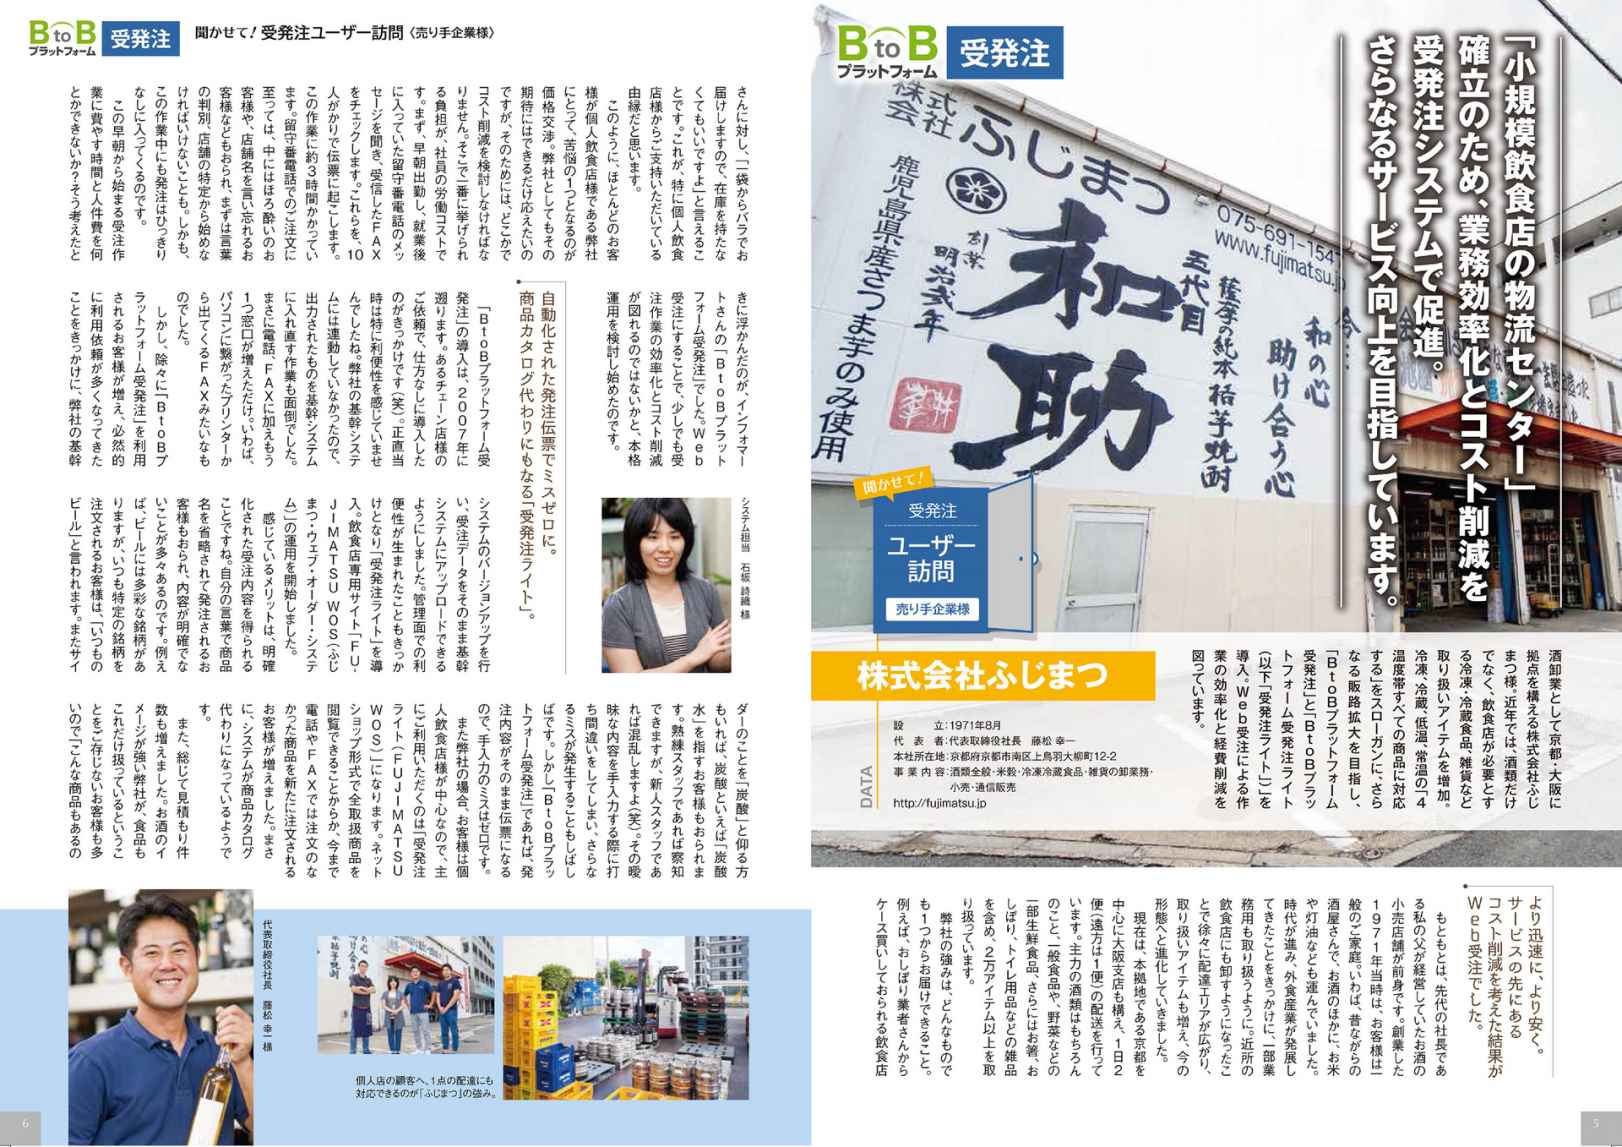 BtoB
プラットフォーム
受発注
「小規模飲食店の物流センター」
確立のため、業務効率化とコスト削減を
受発注システムで促進。
さらなるサービス向上を目指しています。
株式
会社
ふじまつ
075-691-154
www.fujimatsu.j
鹿児島県産さつま芋のみ使用
創業
明治弐年
五代目
薩摩の純本格芋焼酎
和助
和の心
助け合う心
聞かせて!
受発注
ユーザー
訪問
売り手企業様
株式会社ふじまつ
DATA
設　　　立:1971年8月
代　表　者:代表取締役社長　藤松 幸一
本社所在地:京都府京都市南区上鳥羽大柳町12-2
事 業 内 容:酒類全般・米穀・冷凍冷蔵食品・雑貨の卸業務・
小売・通信販売
http://fujimatsu.jp
酒卸業として京都・大阪に
拠点を構える株式会社ふじ
まつ様。近年では、酒類だけ
でなく、飲食店が必要とす
る冷凍・冷蔵食品、雑貨など
取り扱いアイテムを増加。
冷凍、冷蔵、低温、常温の「4
温度帯すべての商品に対応
する」をスローガンに、さら
なる販路拡大を目指し、
「BtoBプラットフォーム
受発注」と「BtoBプラッ
トフォーム受発注ライト
(以下「受発注ライト」)」を
導入。Web受注による作
業の効率化と経費削減を
図っています。
より迅速に、より安く。
サービスの先にある
コスト削減を考えた結果が
Web受注でした。
もともとは、先代の社長であ
る私の父が経営していたお酒の
小売店舗が前身です。創業した
1971年当時は、お客様は一
般のご家庭。いわば、昔ながらの
酒屋さんで、お酒のほかに、お米
や灯油なども運んでいました。
時代が進み、外食産業が発展し
てきたことをきっかけに、一部業
務用も取り扱うように。近所の
飲食店にも卸すようになったこ
とで徐々に配達エリアが広がり、
取り扱いアイテムも増え、今の
形態へと進化していきました。
現在は、本拠地である京都を
中心に大阪支店も構え、1日2
便(遠方は1便)の配送を行って
います。主力の酒類はもちろん
のこと、一般食品や、野菜などの
一部生鮮食品、さらにはお箸、お
しぼり、トイレ用品などの雑品
を含め、2万アイテム以上を取
り扱っています。
弊社の強みは、どんなもので
も1つからお届けできること。
例えば、おしぼり業者さんから
ケース買いしておられる飲食店
5
BtoB
プラットフォーム
受発注
聞かせて! 受発注ユーザー訪問〈売り手企業様〉
さんに対し、「一袋からバラでお
届けしますので、在庫を持たな
くてもいいですよ」と言えるこ
とです。これが、特に個人飲食
店様からご支持いただいている
由縁だと思います。
このように、ほとんどのお客
様が個人飲食店様である弊社
にとって、苦悩の1つとなるのが
価格交渉。弊社としてもその
期待にはできるだけ応えたいの
ですが、そのためには、どこかで
コスト削減を検討しなければな
りません。そこで一番に挙げられ
る負担が、社員の労働コストで
す。まず、早朝出勤し、就業後
に入っていた留守番電話のメッ
セージを聞き、受信したFAX
をチェックします。これらを、10
人がかりで伝票に起こします。
この作業に約3時間かかってい
ます。留守番電話でのご注文に
至っては、中にはほろ酔いのお
客様や、店舗名を言い忘れるお
客様などもおられ、まずは言葉
の判別、店舗の特定から始めな
ければいけないことも。しかも、
この作業中にも発注はひっきり
なしに入ってくるのです。
この早朝から始まる受注作
業に費やす時間と人件費を何
とかできないか?そう考えたと
きに浮かんだのが、インフォマー
トさんの「BtoBプラット
フォーム受発注」でした。Web
受注にすることで、少しでも受
注作業の効率化とコスト削減
が図れるのではないかと、本格
運用を検討し始めたのです。
自動化された発注伝票でミスゼロに。
商品カタログ代わりにもなる「受発注ライト」。
「BtoBプラットフォーム受
発注」の導入は、2007年に
遡ります。あるチェーン店様の
ご依頼で、仕方なしに導入した
のがきっかけです(笑)。正直当
時は特に利便性を感じていませ
んでしたね。弊社の基幹システ
ムには連動していなかったので、
出力されたものを基幹システム
に入れ直す作業も面倒でした。
まさに電話、FAXに加えもう
1つ窓口が増えただけ。いわば、
パソコンに繋がったプリンターか
ら出てくるFAXみたいなも
のでした。
しかし、除々に「BtoBプ
ラットフォーム受発注」を利用
されるお客様が増え、必然的
に利用依頼が多くなってきた
ことをきっかけに、弊社の基幹
システム担当　石坂 詩織 様
システムのバージョンアップを行
い、受注データをそのまま基幹
システムにアップロードできる
ようにしました。管理面での利
便性が生まれたこともきっか
けとなり「受発注ライト」を導
入。飲食店専用サイト「FU・
JIMATSU WOS(ふじ
まつ・ウェブ・オーダー・システ
ム)」の運用を開始しました。
感じているメリットは、明確
化された受注内容を得られる
ことですね。自分の言葉で商品
名を省略されて発注されるお
客様もおられ、内容が明確でな
いことが多々あるのです。例え
ば、ビールには多彩な銘柄があ
りますが、いつも特定の銘柄を
注文されるお客様は、「いつもの
ビール」と言われます。またサイ
ダーのことを「炭酸」と仰る方
もいれば、炭酸といえば「炭酸
水」を指すお客様もおられま
す。熟練スタッフであれば察知
できますが、新人スタッフであ
れば混乱しますよ(笑)。その曖
昧な内容を手入力する際に打
ち間違いをしてしまい、さらな
るミスが発生することもしばし
ばです。しかし「BtoBプラッ
トフォーム受発注」であれば、発
注内容がそのまま伝票になる
ので、手入力のミスはゼロです。
また弊社の場合、お客様は個
人飲食店様が中心なので、主
にご利用いただくのは「受発注
ライト(FUJIMATSU
WOS)」になります。ネット
ショップ形式で全取扱商品を
閲覧できることからか、今まで
電話やFAXでは注文のな
かった商品を新たに注文される
お客様が増えました。まさ
に、システムが商品カタログ
代わりになっているようで
す。
また、総じて見積もり件
数も増えました。お酒のイ
メージが強い弊社が、食品も
これだけ扱っているというこ
とをご存じないお客様も多
いので「こんな商品もあるの
代表取締役社長　藤松 幸一 様
個人店の顧客へ、1点の配達にも
対応できるのが「ふじまつ」の強み。
6